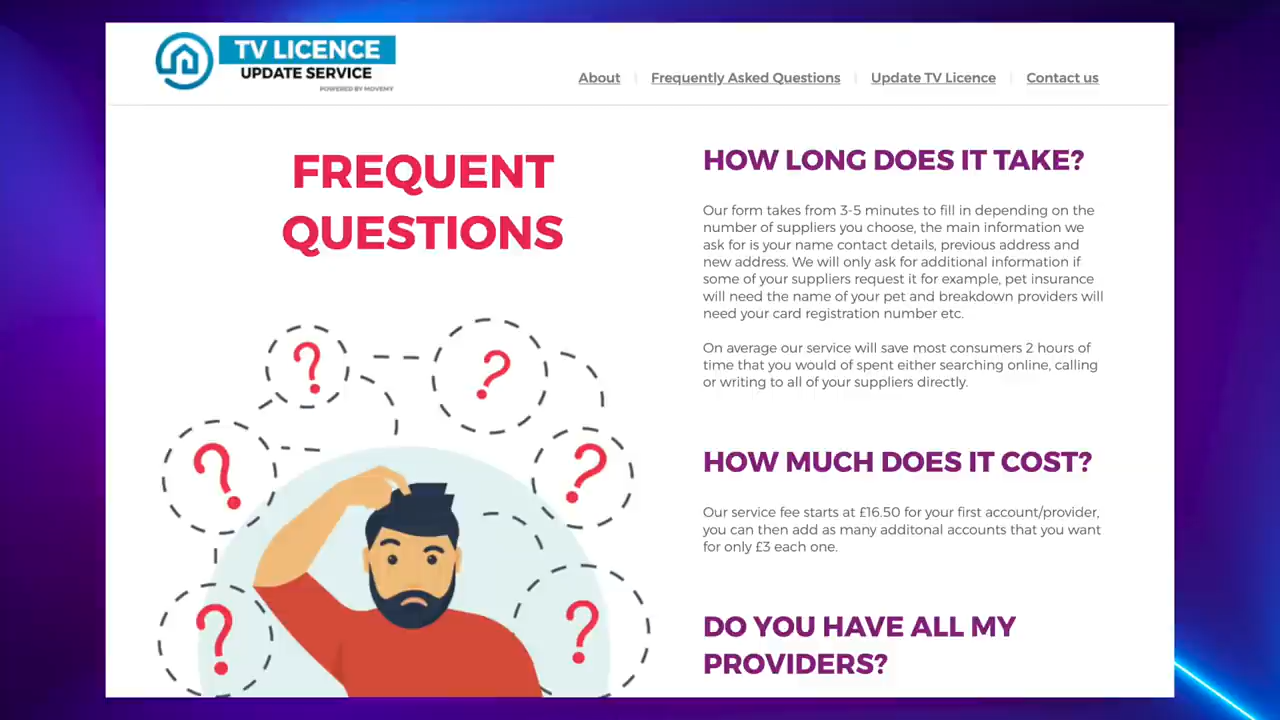 TV LICENCE
UPDATE SERVICE
POWERED BY MOVEMY
About
Frequently Asked Questions
Update TV Licence
Contact us
FREQUENT
QUESTIONS
HOW LONG DOES IT TAKE?
Our form takes from 3-5 minutes to fill in depending on the
number of suppliers you choose, the main information we
ask for is your name contact details, previous address and
new address. We will only ask for additional information if
some of your suppliers request it for example, pet insurance
will need the name of your pet and breakdown providers will
need your card registration number etc.
On average our service will save most consumers 2 hours of
time that you would of spent either searching online, calling
or writing to all of your suppliers directly.
HOW MUCH DOES IT COST?
Our service fee starts at £16.50 for your first account/provider,
you can then add as many additonal accounts that you want
for only £3 each one.
DO YOU HAVE ALL MY
PROVIDERS?
? ? ? ? ? ?